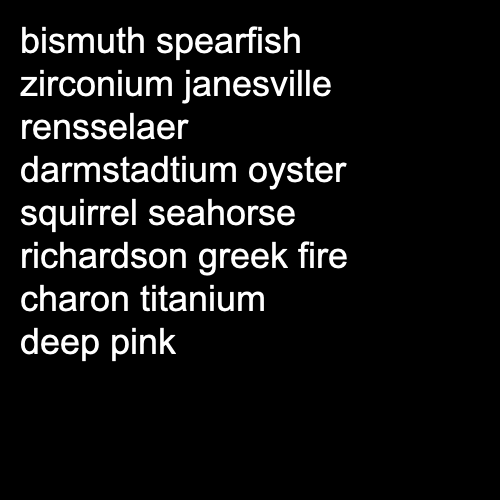 bismuth spearfish
zirconium janesville
rensselaer
darmstadtium oyster
squirrel seahorse
richardson greek fire
charon titanium
deep pink